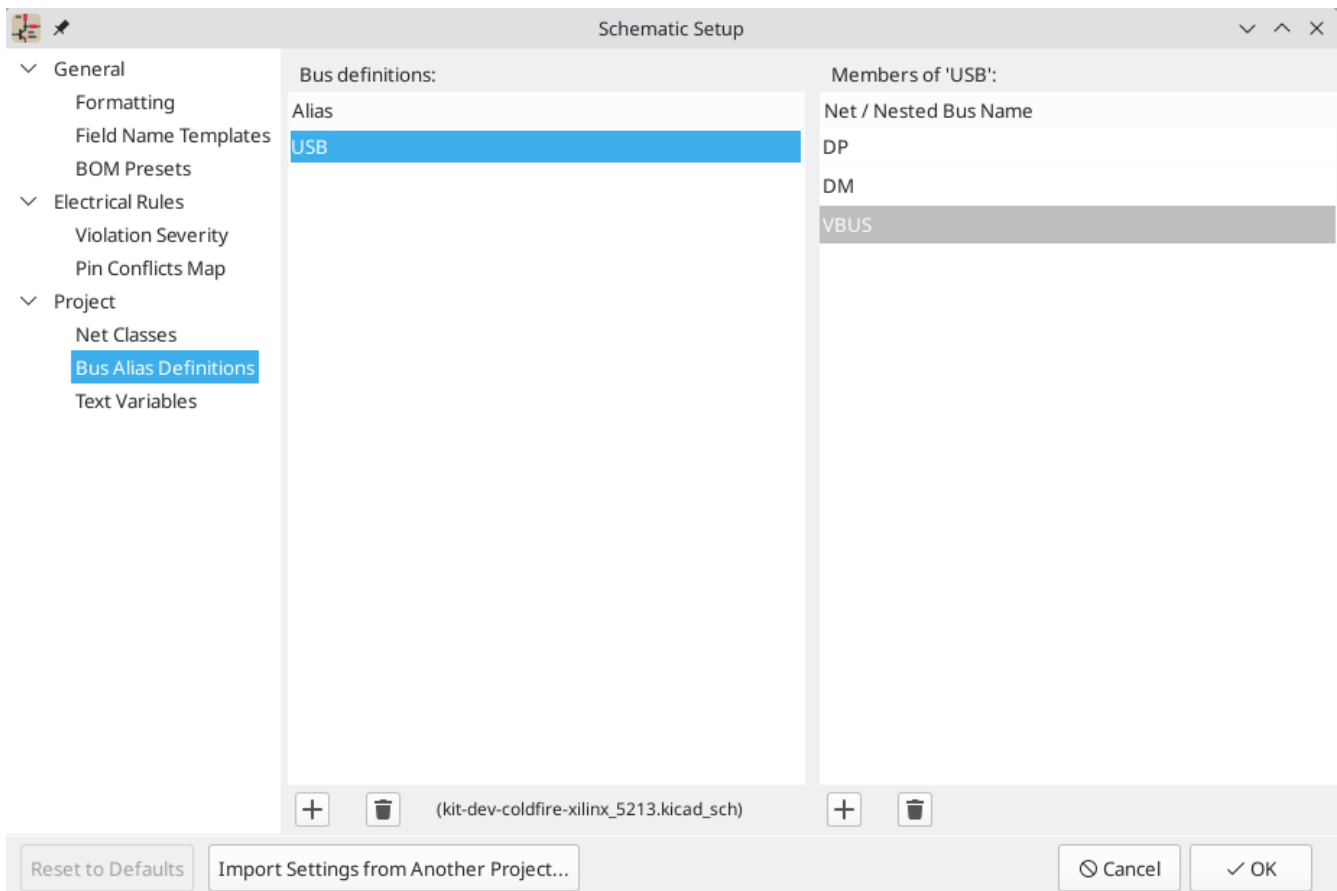 Schematic Setup
General
Formatting
Field Name Templates
BOM Presets
Electrical Rules
Violation Severity
Pin Conflicts Map
Project
Net Classes
Bus Alias Definitions
Text Variables
Bus definitions:
Alias
USB
(kit-dev-coldfire-xilinx_5213.kicad_sch)
Members of 'USB':
Net / Nested Bus Name
DP
DM
VBUS
Reset to Defaults
Import Settings from Another Project...
Cancel
OK